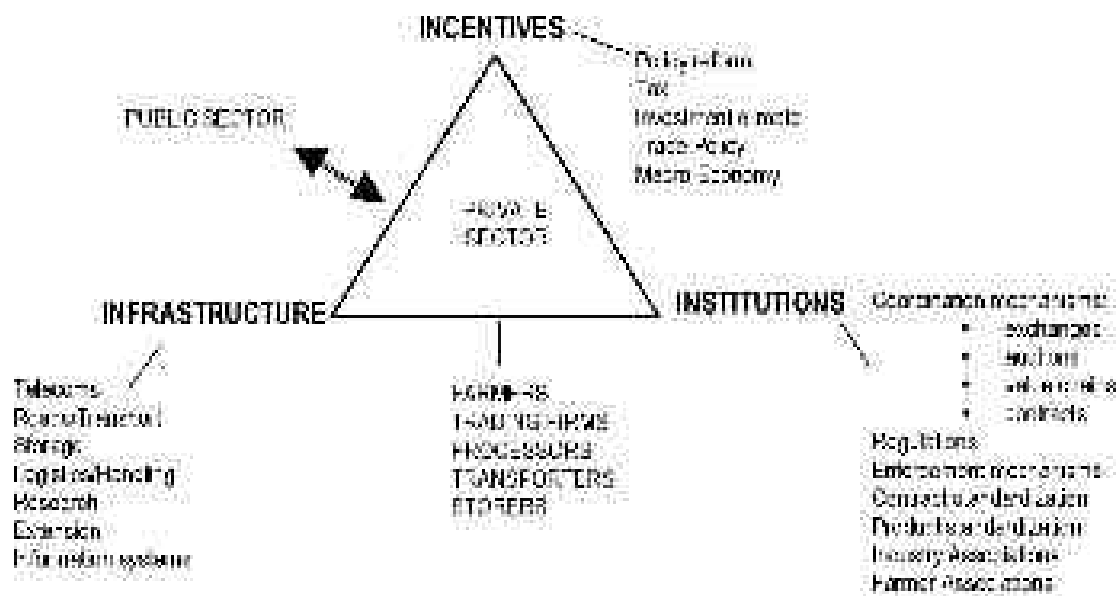 INCENTIVES
Policy reform
Tax
Investment climate
Trade Policy
Macro Economy
PUBLIC SECTOR
PRIVATE
SECTOR
INFRASTRUCTURE
INSTITUTIONS
Coordination mechanisms:
• exchanges
• auctions
• value chains
• contracts
Telecoms
Roads/Transport
Storage
Logistics/Handling
Research
Extension
Information systems
FARMERS
TRADING FIRMS
PROCESSORS
TRANSPORTERS
STORERS
Regulations
Enforcement mechanisms
Contract standardization
Product standardization
Industry Associations
Farmer Associations